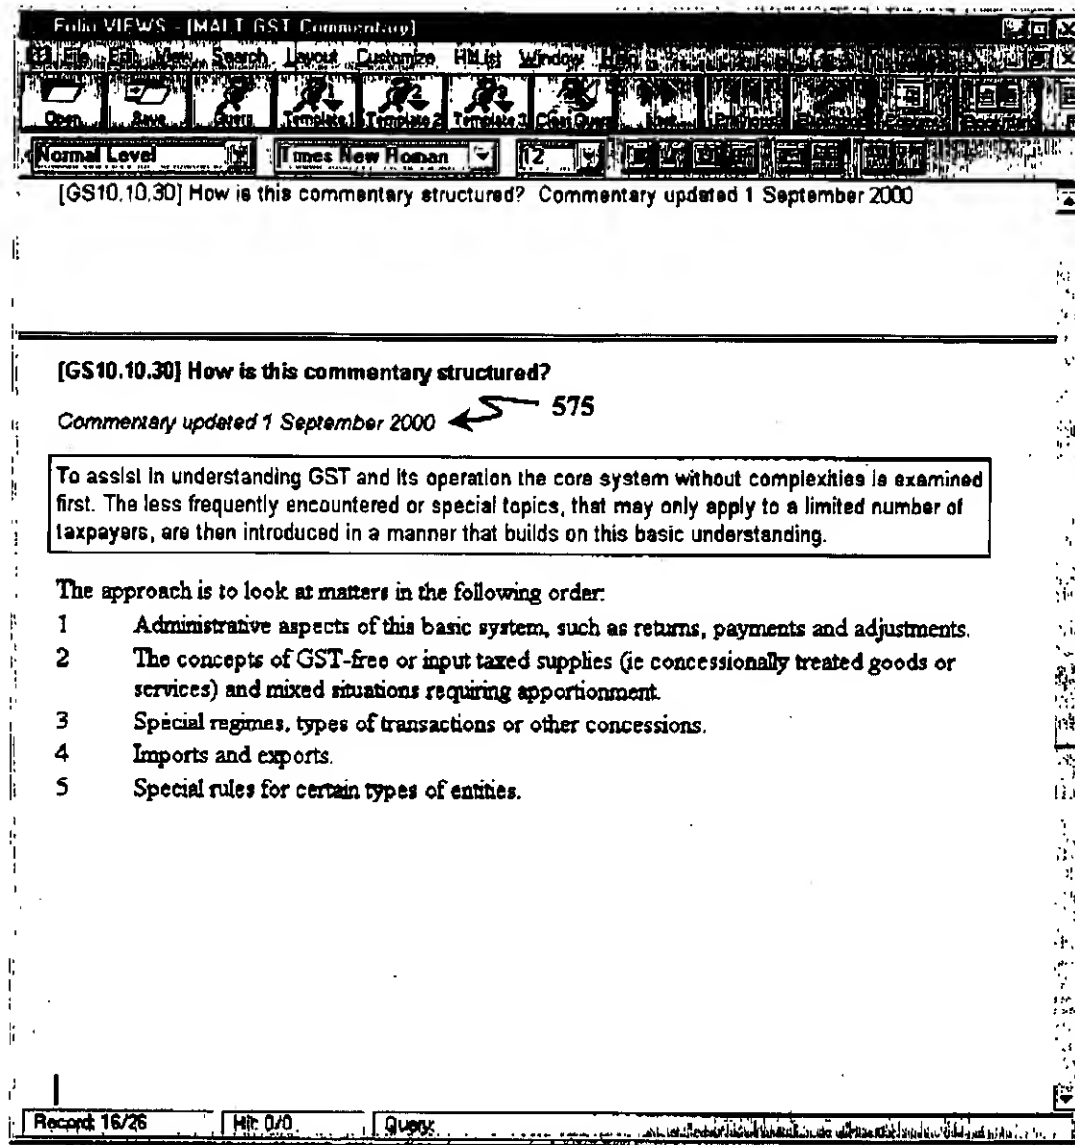 Folio VIEWS - [MALT GST Commentary]
File Edit View Search Layout Customize HitList Window Help
Open Save Query Template 1 Template 2 Template 3 Clear Query Next Previous
Normal Level Times New Roman 12
[GS10.10.30] How is this commentary structured? Commentary updated 1 September 2000
[GS10.10.30] How is this commentary structured?
Commentary updated 1 September 2000 575
To assist in understanding GST and its operation the core system without complexities is examined
first. The less frequently encountered or special topics, that may only apply to a limited number of
taxpayers, are then introduced in a manner that builds on this basic understanding.
The approach is to look at matters in the following order:
1 Administrative aspects of this basic system, such as returns, payments and adjustments.
2 The concepts of GST-free or input taxed supplies (ie concessionally treated goods or
services) and mixed situations requiring apportionment.
3 Special regimes, types of transactions or other concessions.
4 Imports and exports.
5 Special rules for certain types of entities.
Record: 16/26 Hit: 0/0 Query: